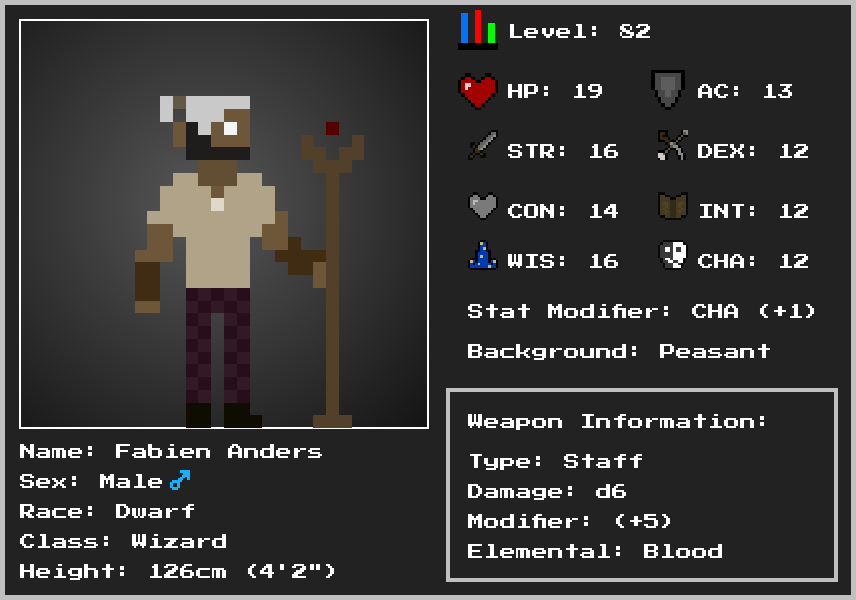 Level: 82
HP: 19 AC: 13
STR: 16 DEX: 12
CON: 14 INT: 12
WIS: 16 CHA: 12
Stat Modifier: CHA (+1)
Background: Peasant
Weapon Information:
Type: Staff
Damage: d6
Modifier: (+5)
Elemental: Blood
Name: Fabien Anders
Sex: Male ♂
Race: Dwarf
Class: Wizard
Height: 126cm (4'2")